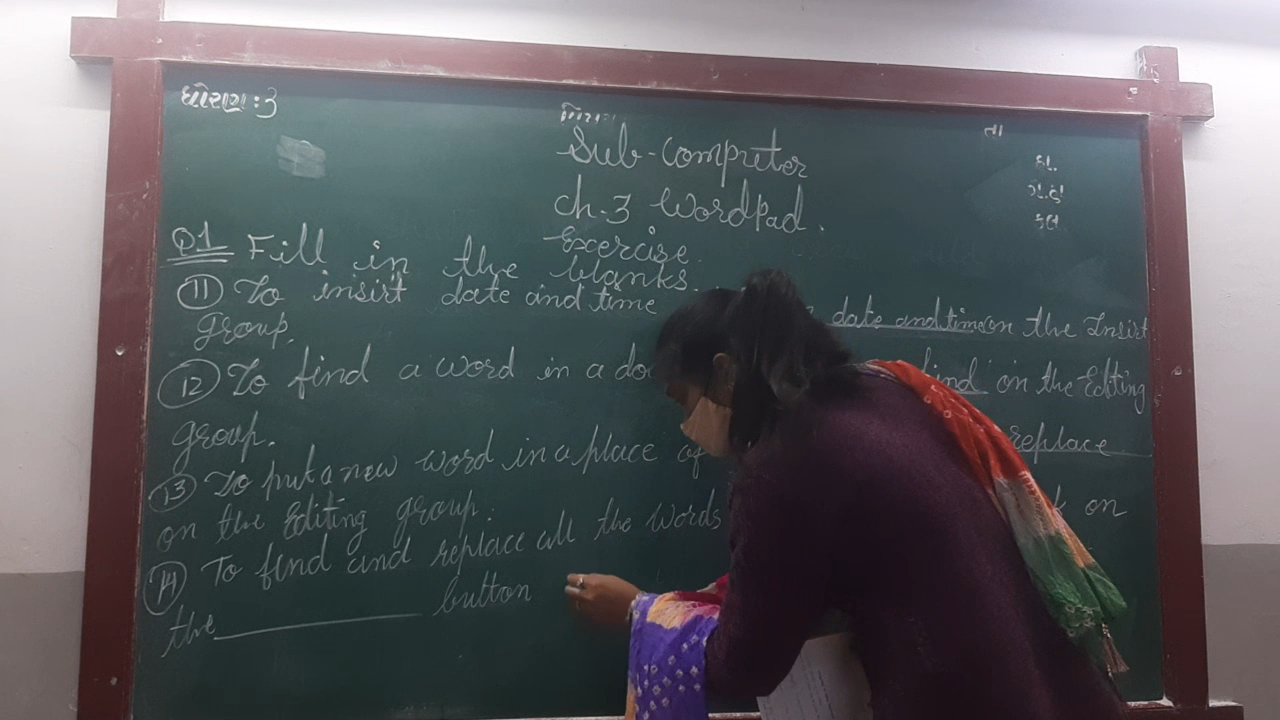 ધોરણ : 3
તા
Sub-Computer
ch-3 WordPad.
Exercise.
Q1 Fill in the blanks.
11 To insirt date and time date and time on the Insirt
group.
12 To find a word in a find on the Editing
group.
13 To put a new word in a place of replace
on the Editing group.
14 To find and replace all the words on
the__________ button